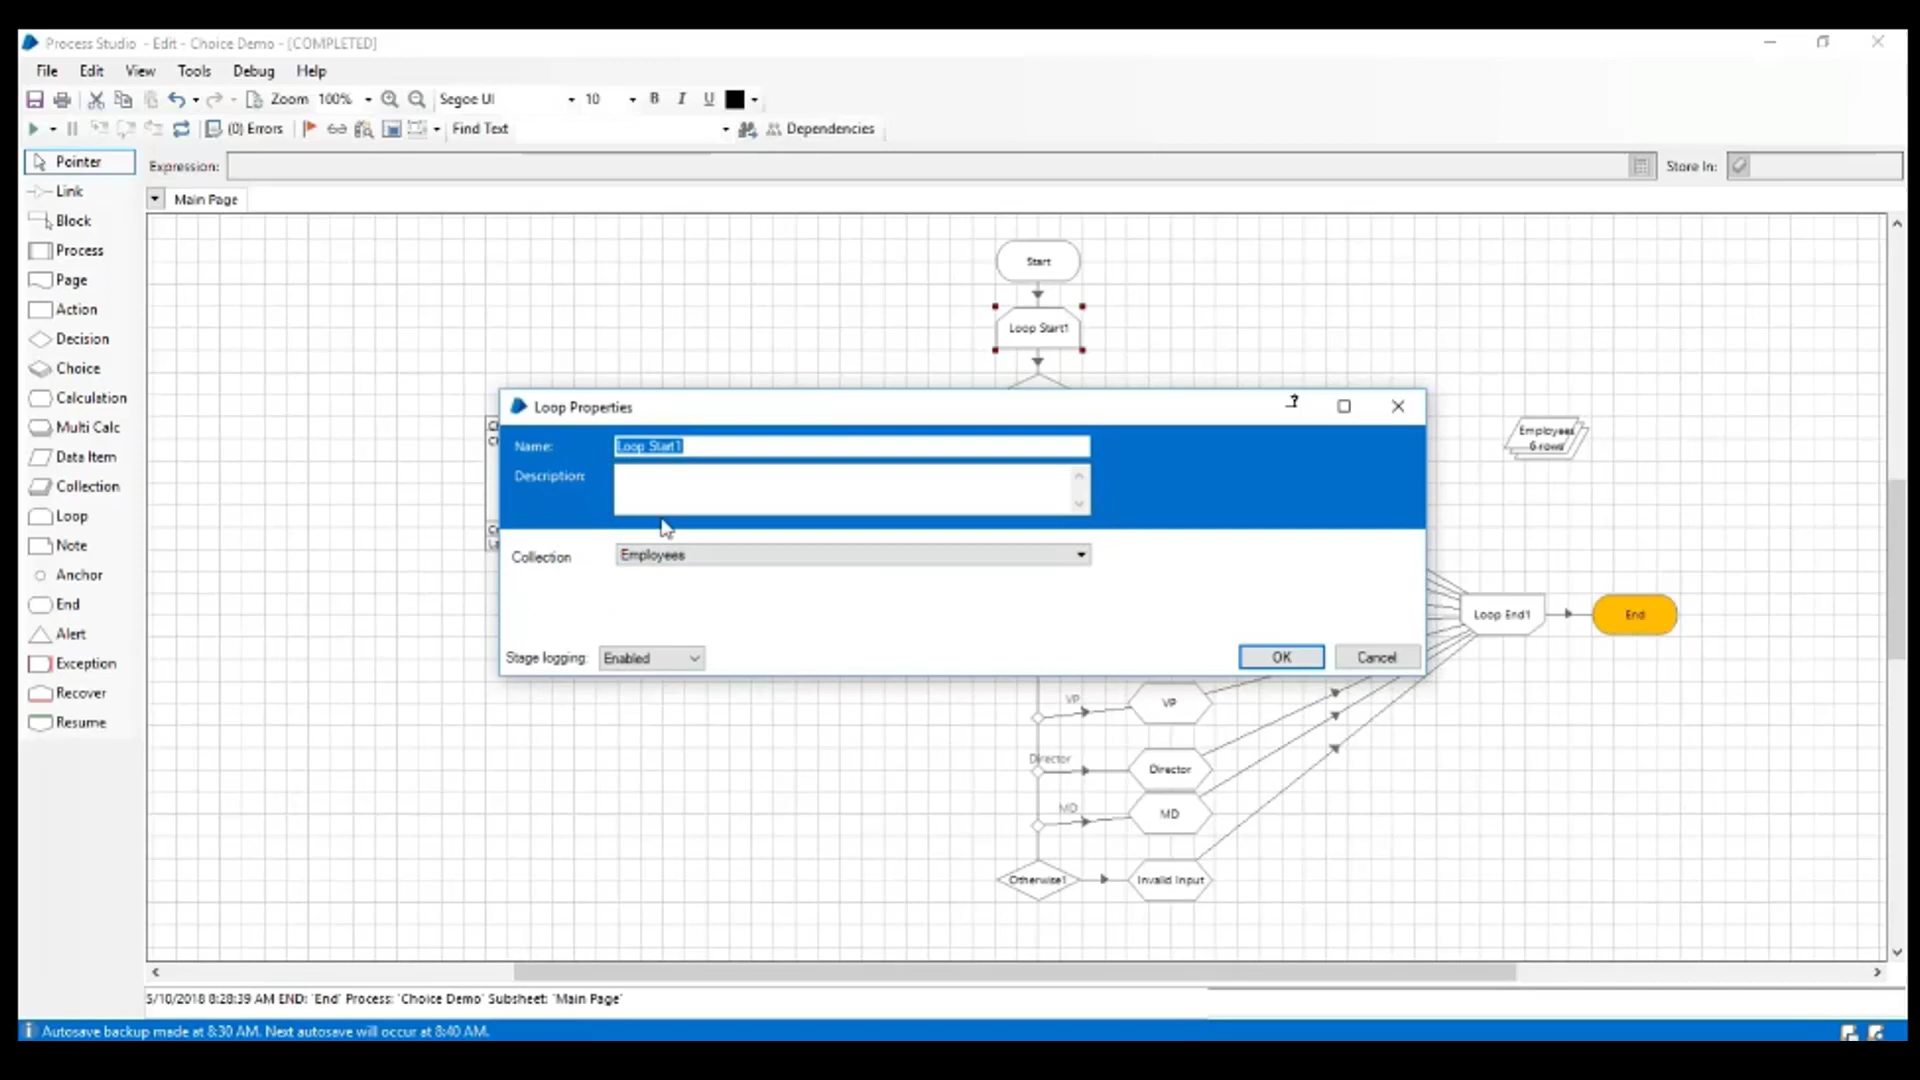 Process Studio - Edit - Choice Demo - [COMPLETED]
File Edit View Tools Debug Help
Zoom 100% Segoe UI 10 B I U
(0) Errors Find Text Dependencies
Pointer
Expression: Store In:
Link
Main Page
Block
Process
Page
Action
Decision
Choice
Calculation
Multi Calc
Data Item
Collection
Loop
Note
Anchor
End
Alert
Exception
Recover
Resume
Start
Loop Start1
Loop Properties
Name: Loop Start1
Description:
Collection Employees
Stage logging: Enabled OK Cancel
Employees
6 rows
Loop End1
End
VP
VP
Director
Director
MD
MD
Otherwise1
Invalid Input
5/10/2018 8:28:39 AM END: 'End' Process: 'Choice Demo' Subsheet: 'Main Page'
Autosave backup made at 8:30 AM. Next autosave will occur at 8:40 AM.